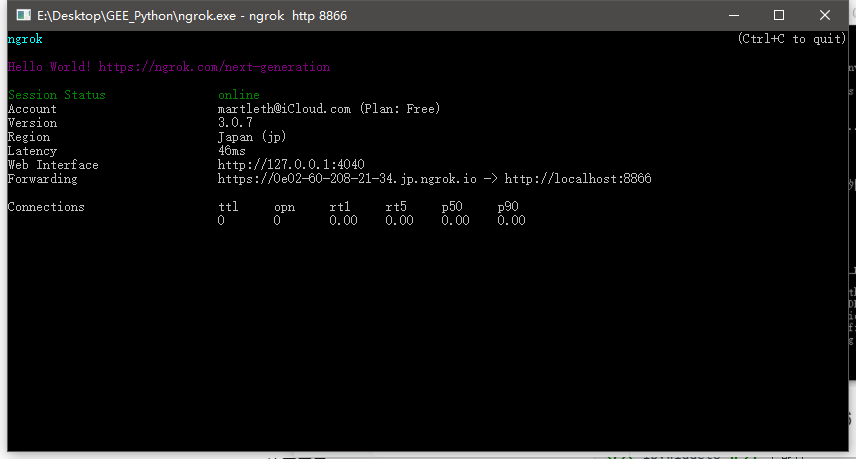 E:\Desktop\GEE_Python\ngrok.exe - ngrok  http 8866
ngrok (Ctrl+C to quit)
Hello World! https://ngrok.com/next-generation
Session Status online
Account martleth@iCloud.com (Plan: Free)
Version 3.0.7
Region Japan (jp)
Latency 46ms
Web Interface http://127.0.0.1:4040
Forwarding https://0e02-60-208-21-34.jp.ngrok.io -> http://localhost:8866
Connections ttl opn rt1 rt5 p50 p90
0 0 0.00 0.00 0.00 0.00